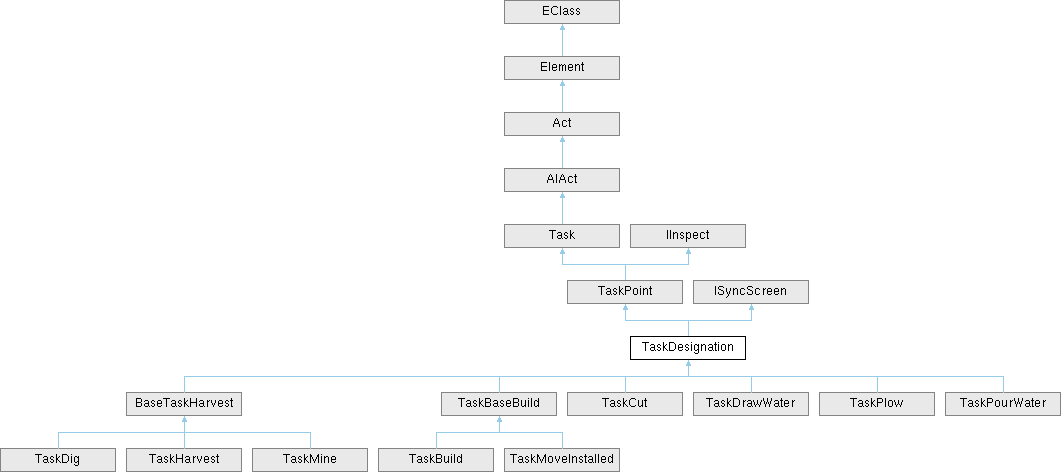 EClass
Element
Act
AIAct
Task
IInspect
TaskPoint
ISyncScreen
TaskDesignation
BaseTaskHarvest
TaskBaseBuild
TaskCut
TaskDrawWater
TaskPlow
TaskPourWater
TaskDig
TaskHarvest
TaskMine
TaskBuild
TaskMoveInstalled